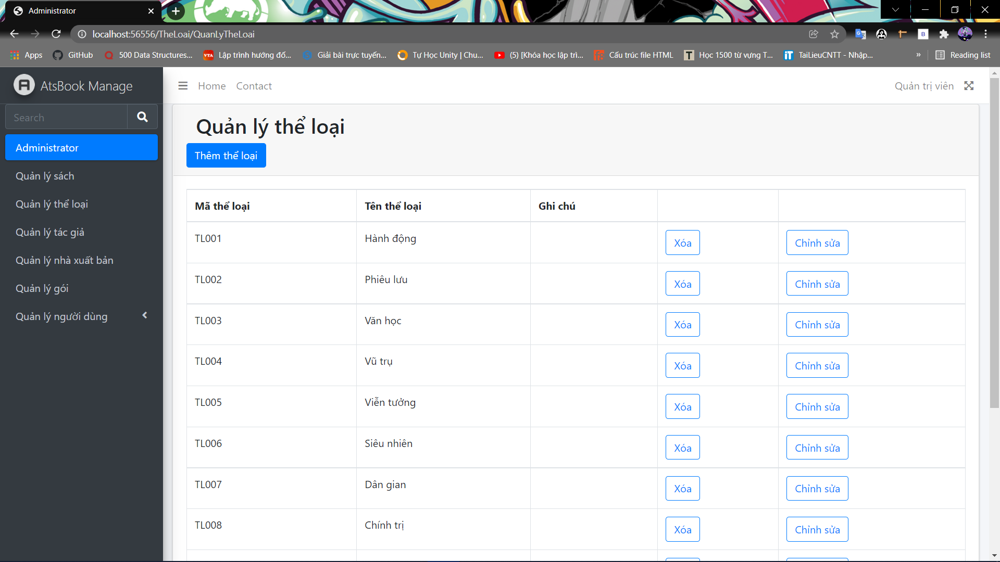 Administrator
localhost:56556/TheLoai/QuanLyTheLoai
Apps GitHub 500 Data Structures... Lập trình hướng đố... Giải bài trực tuyến... Tự Học Unity | Chu... (5) [Khóa học lập trì... Cấu trúc file HTML Học 1500 từ vựng T... TaiLieuCNTT - Nhập... » Reading list
AtsBook Manage
Home Contact Quản trị viên
Search
Administrator
Quản lý sách
Quản lý thể loại
Quản lý tác giả
Quản lý nhà xuất bản
Quản lý gói
Quản lý người dùng
Quản lý thể loại
Thêm thể loại
Mã thể loại Tên thể loại Ghi chú
TL001 Hành động Xóa Chỉnh sửa
TL002 Phiêu lưu Xóa Chỉnh sửa
TL003 Văn học Xóa Chỉnh sửa
TL004 Vũ trụ Xóa Chỉnh sửa
TL005 Viễn tưởng Xóa Chỉnh sửa
TL006 Siêu nhiên Xóa Chỉnh sửa
TL007 Dân gian Xóa Chỉnh sửa
TL008 Chính trị Xóa Chỉnh sửa